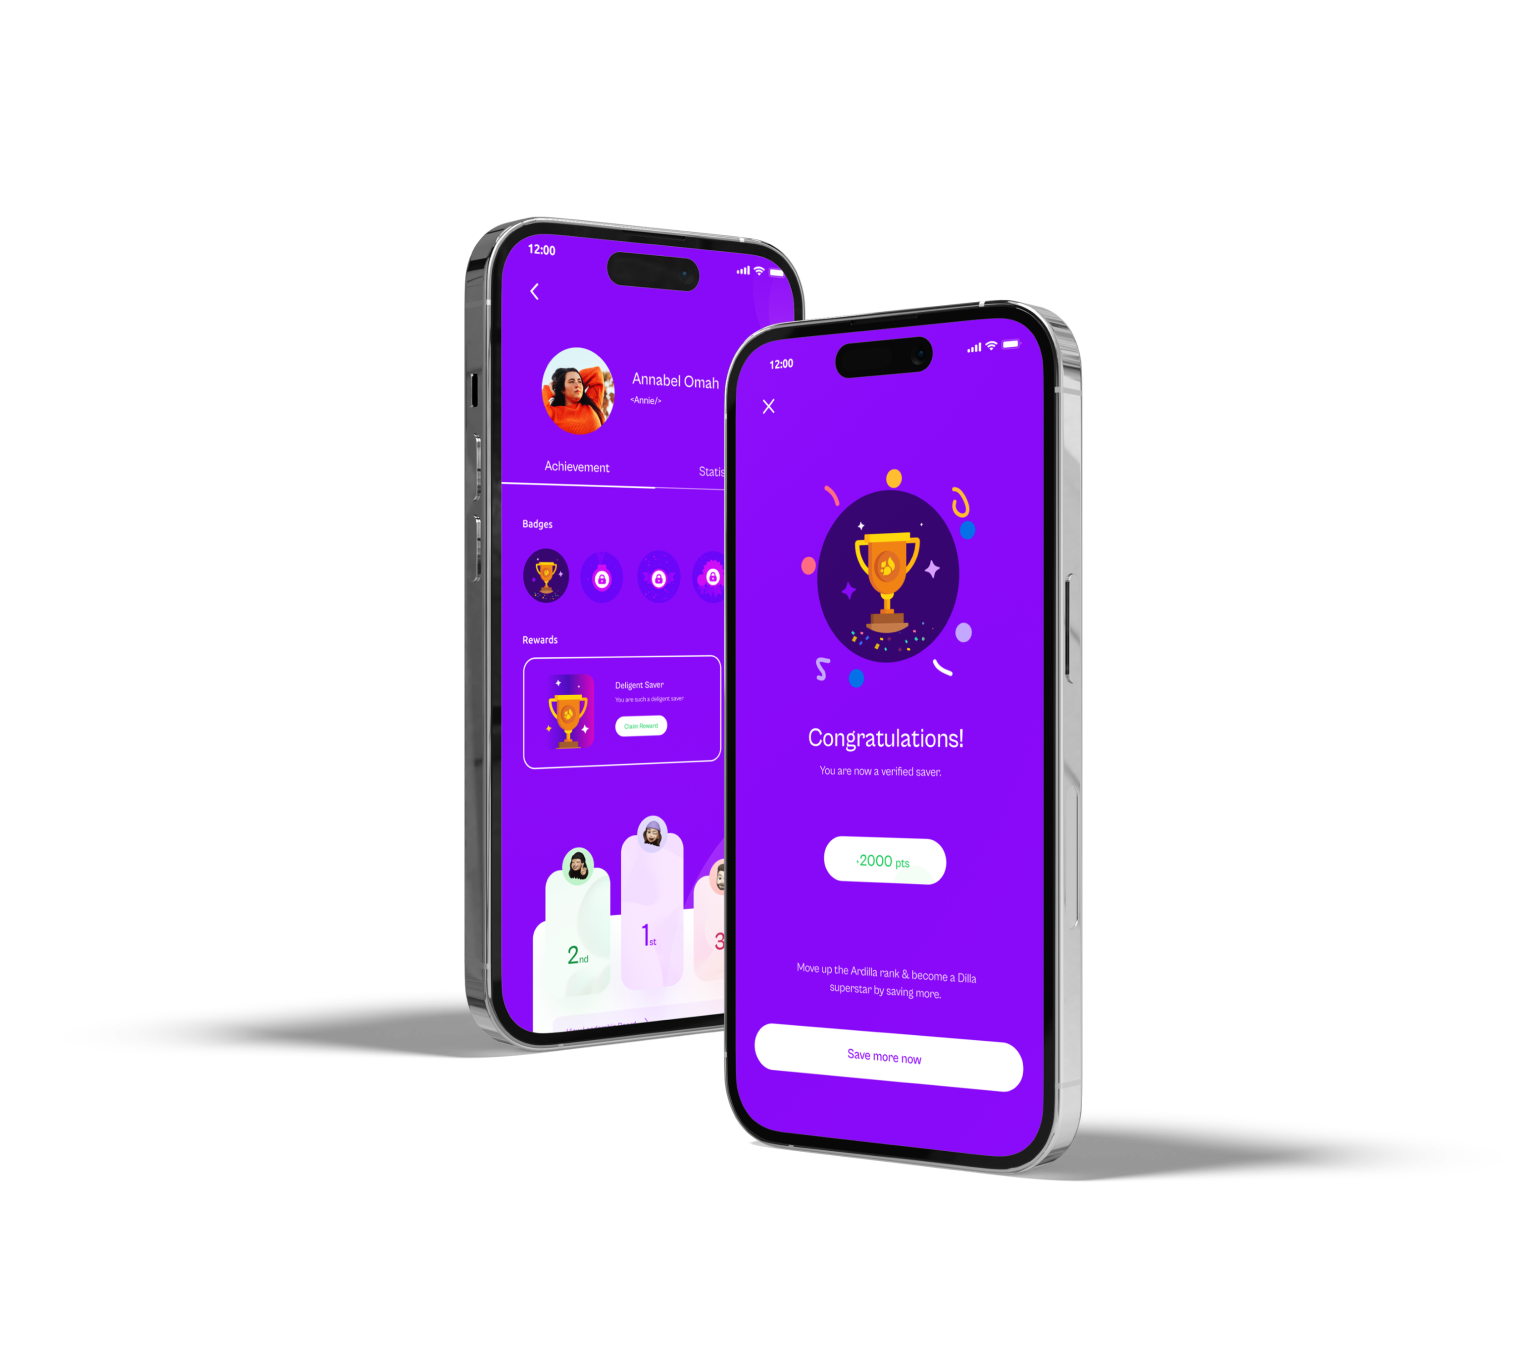 12:00
Annabel Omah
<Annie/>
Achievement
Statis
Badges
Rewards
Deligent Saver
You are such a deligent saver
Claim Reward
2nd
1st
3
12:00
Congratulations!
You are now a verified saver.
+2000 pts
Move up the Ardilla rank & become a Dilla
superstar by saving more.
Save more now